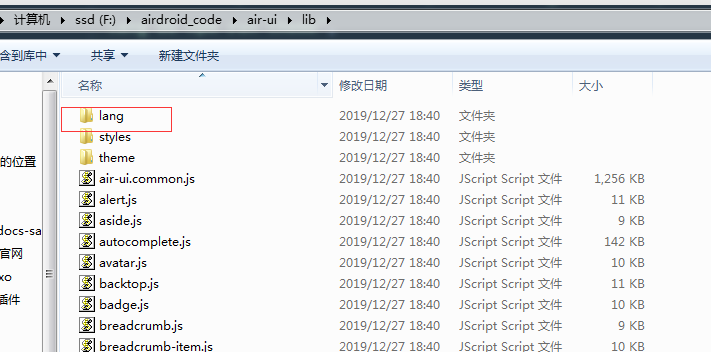 计算机 ssd (F:) airdroid_code air-ui lib
含到库中 共享 新建文件夹
名称 修改日期 类型 大小
lang 2019/12/27 18:40 文件夹
styles 2019/12/27 18:40 文件夹
theme 2019/12/27 18:40 文件夹
的位置
air-ui.common.js 2019/12/27 18:40 JScript Script 文件 1,256 KB
alert.js 2019/12/27 18:40 JScript Script 文件 11 KB
aside.js 2019/12/27 18:40 JScript Script 文件 9 KB
docs-sa
autocomplete.js 2019/12/27 18:40 JScript Script 文件 142 KB
官网
avatar.js 2019/12/27 18:40 JScript Script 文件 10 KB
xo
backtop.js 2019/12/27 18:40 JScript Script 文件 11 KB
插件
badge.js 2019/12/27 18:40 JScript Script 文件 10 KB
breadcrumb.js 2019/12/27 18:40 JScript Script 文件 9 KB
breadcrumb-item.js 2019/12/27 18:40 JScript Script 文件 10 KB